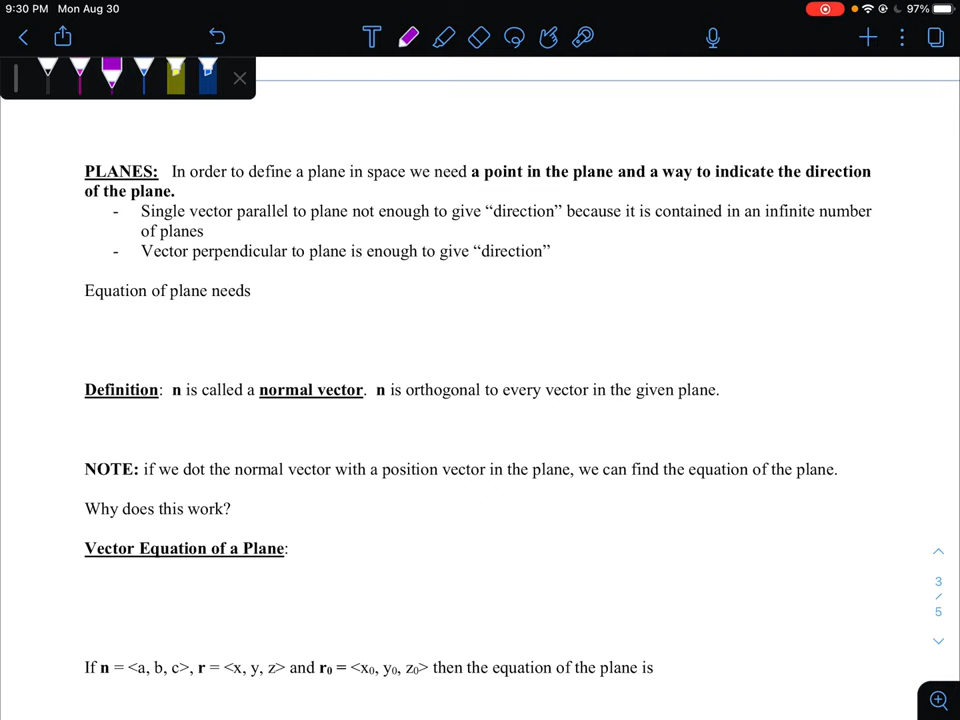 9:30 PM Mon Aug 30
97%
PLANES: In order to define a plane in space we need a point in the plane and a way to indicate the direction
of the plane.
- Single vector parallel to plane not enough to give “direction” because it is contained in an infinite number
of planes
- Vector perpendicular to plane is enough to give “direction”
Equation of plane needs
Definition: n is called a normal vector. n is orthogonal to every vector in the given plane.
NOTE: if we dot the normal vector with a position vector in the plane, we can find the equation of the plane.
Why does this work?
Vector Equation of a Plane:
3
/
5
If n = <a, b, c>, r = <x, y, z> and r₀ = <x₀, y₀, z₀> then the equation of the plane is